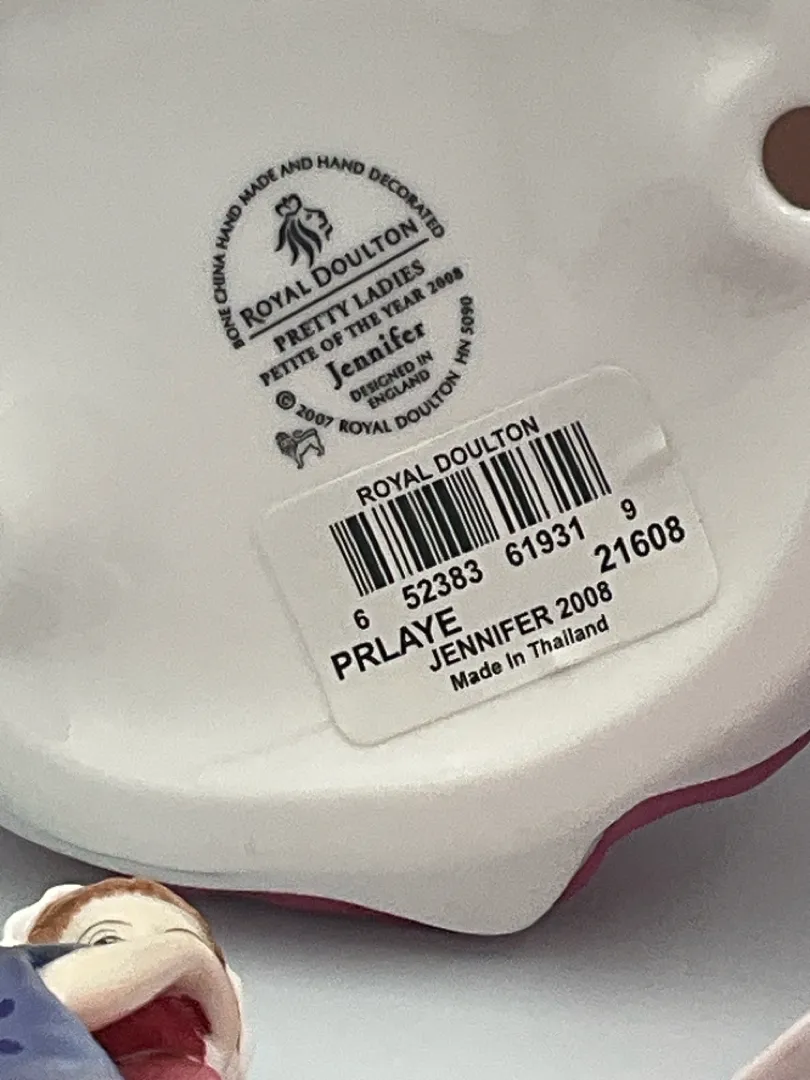 BONE CHINA HAND MADE AND HAND DECORATED
ROYAL DOULTON
PRETTY LADIES
PETITE OF THE YEAR 2008
Jennifer
DESIGNED IN
ENGLAND
© 2007 ROYAL DOULTON HN 5090
ROYAL DOULTON
6 52383 61931 9
PRLAYE 21608
JENNIFER 2008
Made In Thailand